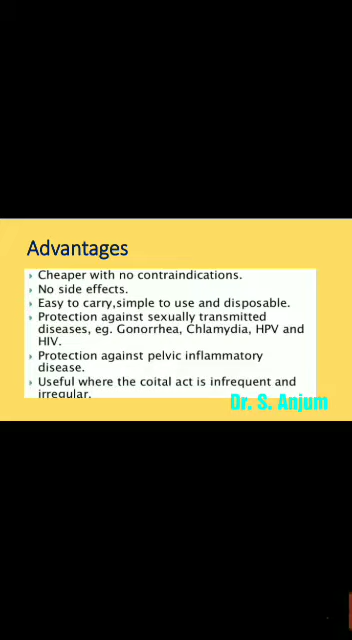 Advantages
Cheaper with no contraindications.
No side effects.
Easy to carry,simple to use and disposable.
Protection against sexually transmitted
diseases, eg. Gonorrhea, Chlamydia, HPV and
HIV.
Protection against pelvic inflammatory
disease.
Useful where the coital act is infrequent and
irregular.
Dr. S. Anjum